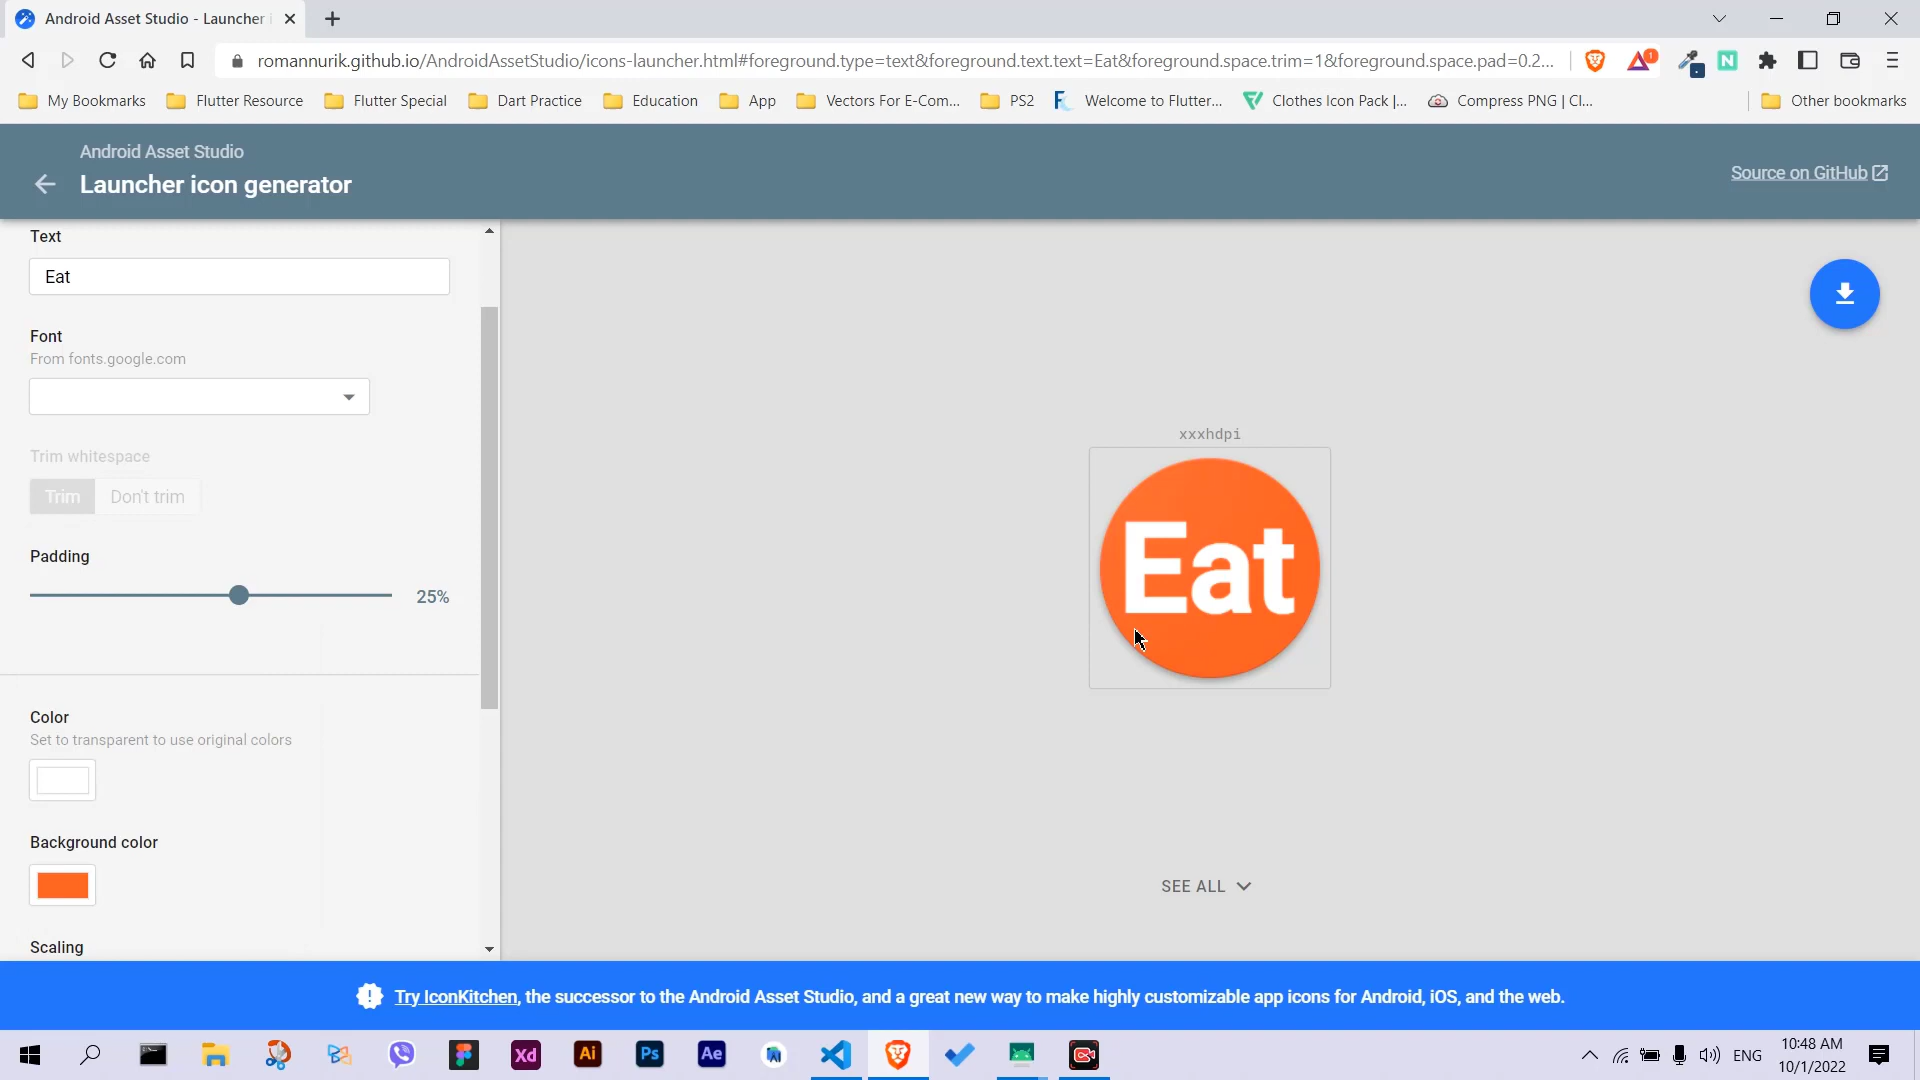 Android Asset Studio - Launcher i
romannurik.github.io/AndroidAssetStudio/icons-launcher.html#foreground.type=text&foreground.text.text=Eat&foreground.space.trim=1&foreground.space.pad=0.2...
1
N
My Bookmarks
Flutter Resource
Flutter Special
Dart Practice
Education
App
Vectors For E-Com...
PS2
Welcome to Flutter...
Clothes Icon Pack |...
Compress PNG | Cl...
Other bookmarks
Android Asset Studio
Launcher icon generator
Source on GitHub
Text
Eat
Font
From fonts.google.com
Trim whitespace
Trim
Don't trim
Padding
25%
Color
Set to transparent to use original colors
Background color
Scaling
xxxhdpi
Eat
SEE ALL
Try IconKitchen, the successor to the Android Asset Studio, and a great new way to make highly customizable app icons for Android, iOS, and the web.
Xd
Ai
Ps
Ae
ENG
10:48 AM
10/1/2022